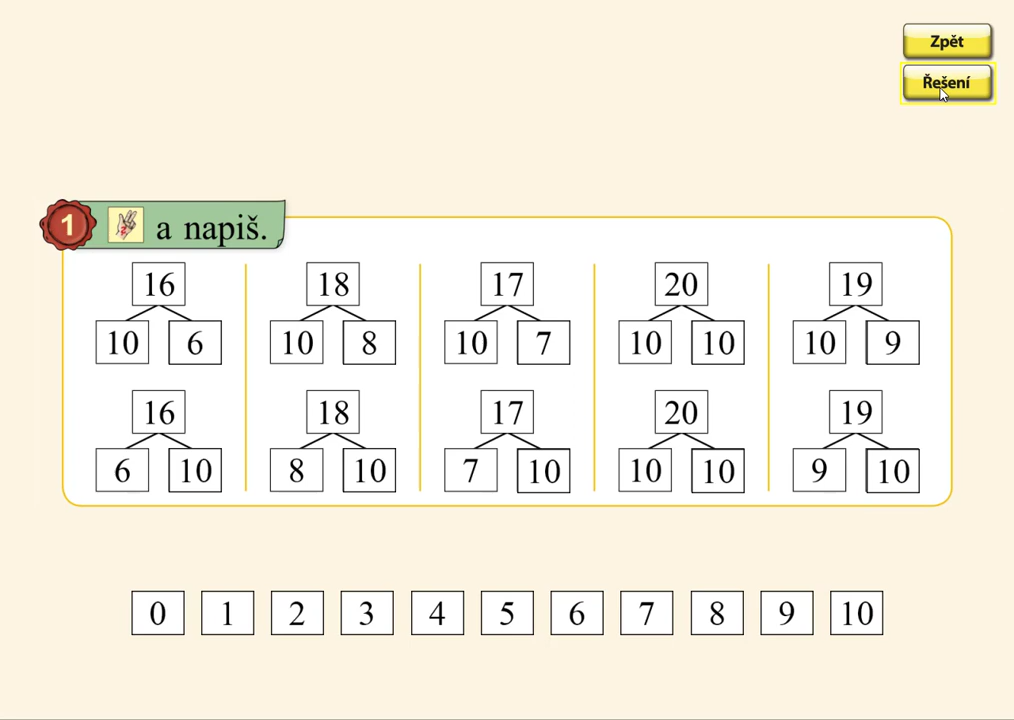 Zpět
Řešení
1 a napiš.
16 18 17 20 19
10 6 10 8 10 7 10 10 10 9
16 18 17 20 19
6 10 8 10 7 10 10 10 9 10
0 1 2 3 4 5 6 7 8 9 10